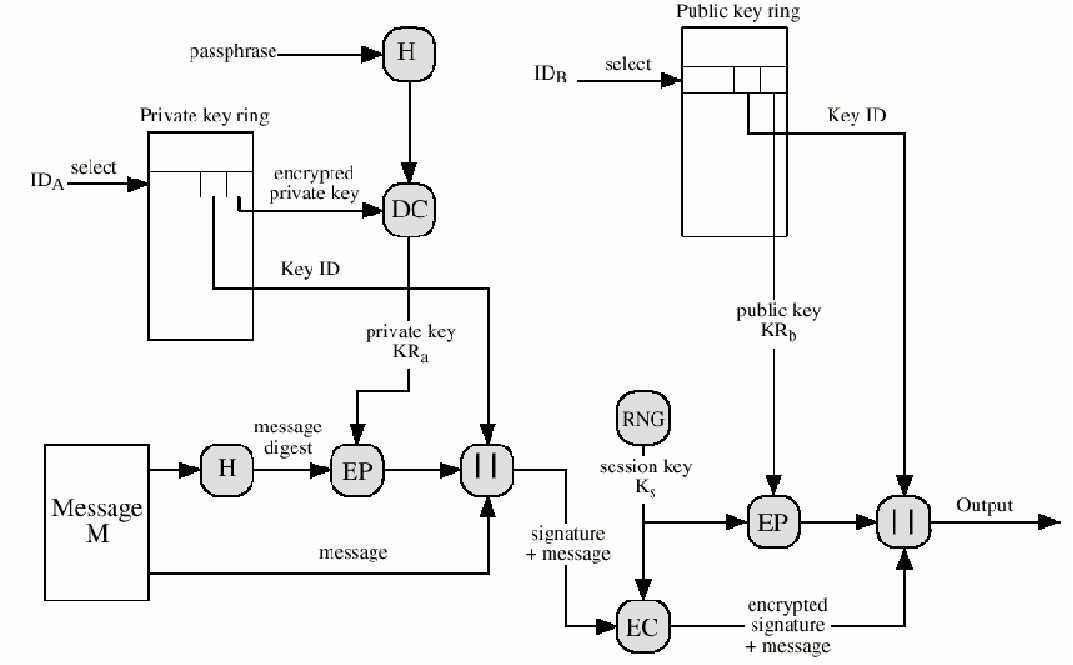 Public key ring
passphrase
H
ID_B
select
Private key ring
Key ID
ID_A
select
encrypted
private key
DC
Key ID
public key
KR_b
private key
KR_a
RNG
message
digest
session key
K_s
H
EP
||
Message
M
signature
+ message
EP
||
Output
message
encrypted
signature
+ message
EC